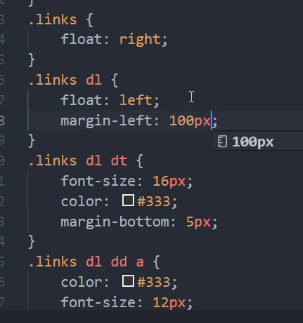 }
.links {
float: right;
}
.links dl {
float: left;
margin-left: 100px;
100px
}
.links dl dt {
font-size: 16px;
color: #333;
margin-bottom: 5px;
}
.links dl dd a {
color: #333;
font-size: 12px;